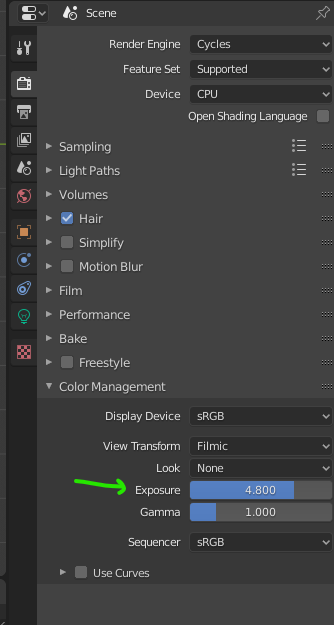 Scene
Render Engine Cycles
Feature Set Supported
Device CPU
Open Shading Language
Sampling
Light Paths
Volumes
Hair
Simplify
Motion Blur
Film
Performance
Bake
Freestyle
Color Management
Display Device sRGB
View Transform Filmic
Look None
Exposure 4.800
Gamma 1.000
Sequencer sRGB
Use Curves